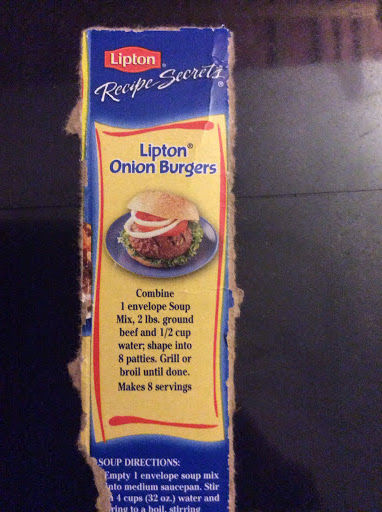 Lipton
Recipe Secrets®
Lipton®
Onion Burgers
Combine
1 envelope Soup
Mix, 2 lbs. ground
beef and 1/2 cup
water; shape into
8 patties. Grill or
broil until done.
Makes 8 servings
SOUP DIRECTIONS:
Empty 1 envelope soup mix
into medium saucepan. Stir
4 cups (32 oz.) water and
to a boil, stirring